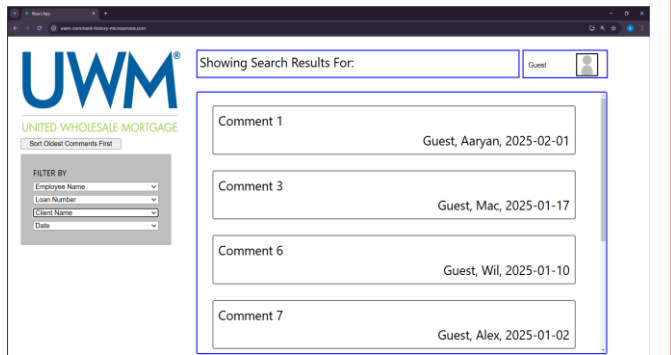 React App
uwm-comment-history-microservice.com
UWM®
UNITED WHOLESALE MORTGAGE
Sort Oldest Comments First
FILTER BY
Employee Name
Loan Number
Client Name
Date
Showing Search Results For:
Guest
Comment 1
Guest, Aaryan, 2025-02-01
Comment 3
Guest, Mac, 2025-01-17
Comment 6
Guest, Wil, 2025-01-10
Comment 7
Guest, Alex, 2025-01-02